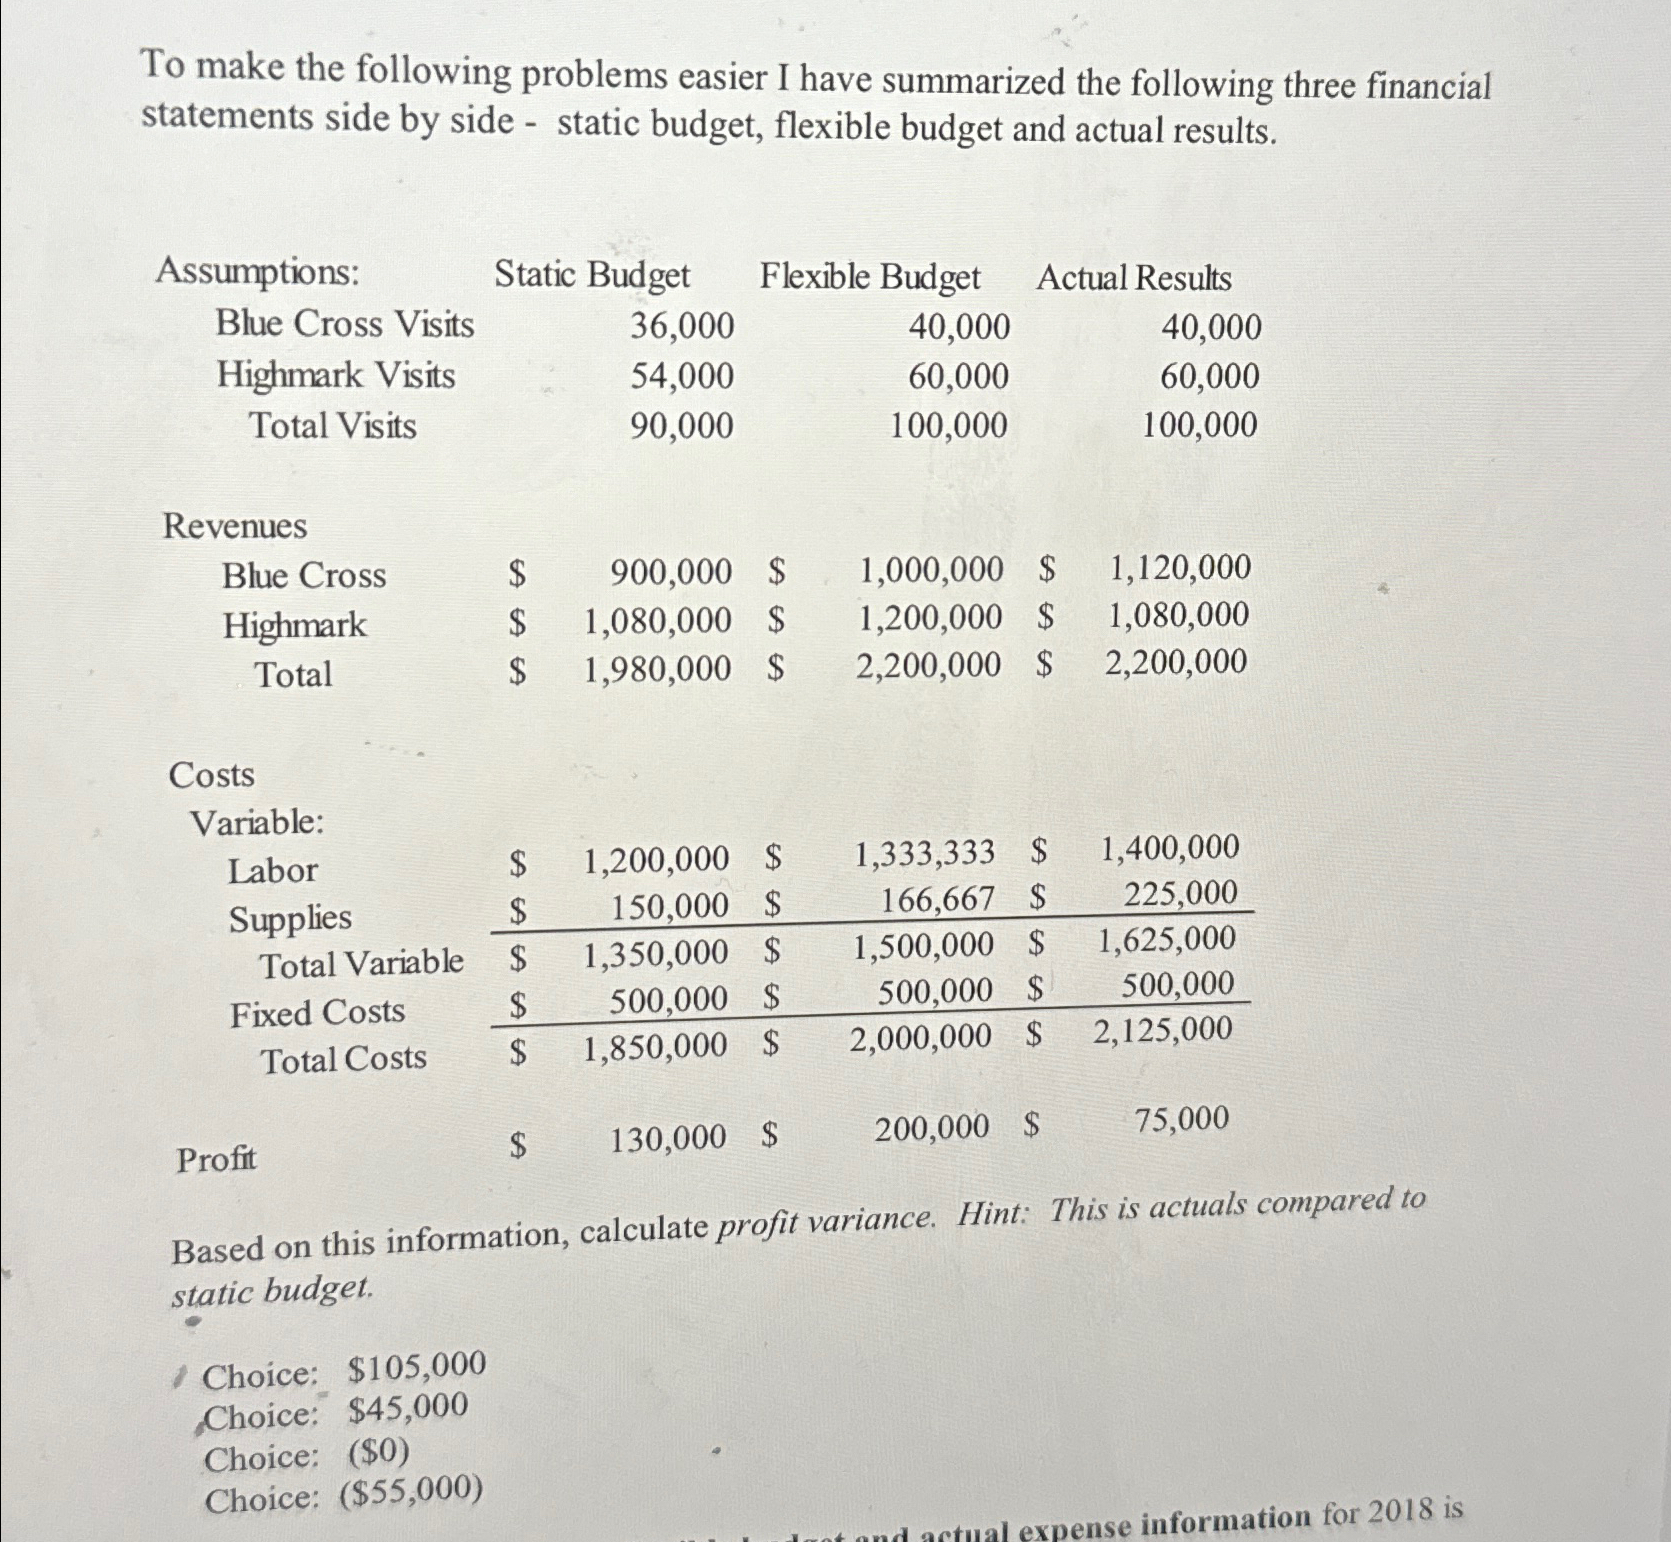 To make the following problems easier I have summarized the following three financial
statements side by side - static budget, flexible budget and actual results.
Assumptions: Static Budget Flexible Budget Actual Results
Blue Cross Visits 36,000 40,000 40,000
Highmark Visits 54,000 60,000 60,000
Total Visits 90,000 100,000 100,000
Revenues
Blue Cross $ 900,000 $ 1,000,000 $ 1,120,000
Highmark $ 1,080,000 $ 1,200,000 $ 1,080,000
Total $ 1,980,000 $ 2,200,000 $ 2,200,000
Costs
Variable:
Labor $ 1,200,000 $ 1,333,333 $ 1,400,000
Supplies $ 150,000 $ 166,667 $ 225,000
Total Variable $ 1,350,000 $ 1,500,000 $ 1,625,000
Fixed Costs $ 500,000 $ 500,000 $ 500,000
Total Costs $ 1,850,000 $ 2,000,000 $ 2,125,000
Profit $ 130,000 $ 200,000 $ 75,000
Based on this information, calculate profit variance. Hint: This is actuals compared to
static budget.
Choice: $105,000
Choice: $45,000
Choice: ($0)
Choice: ($55,000)
and actual expense information for 2018 is